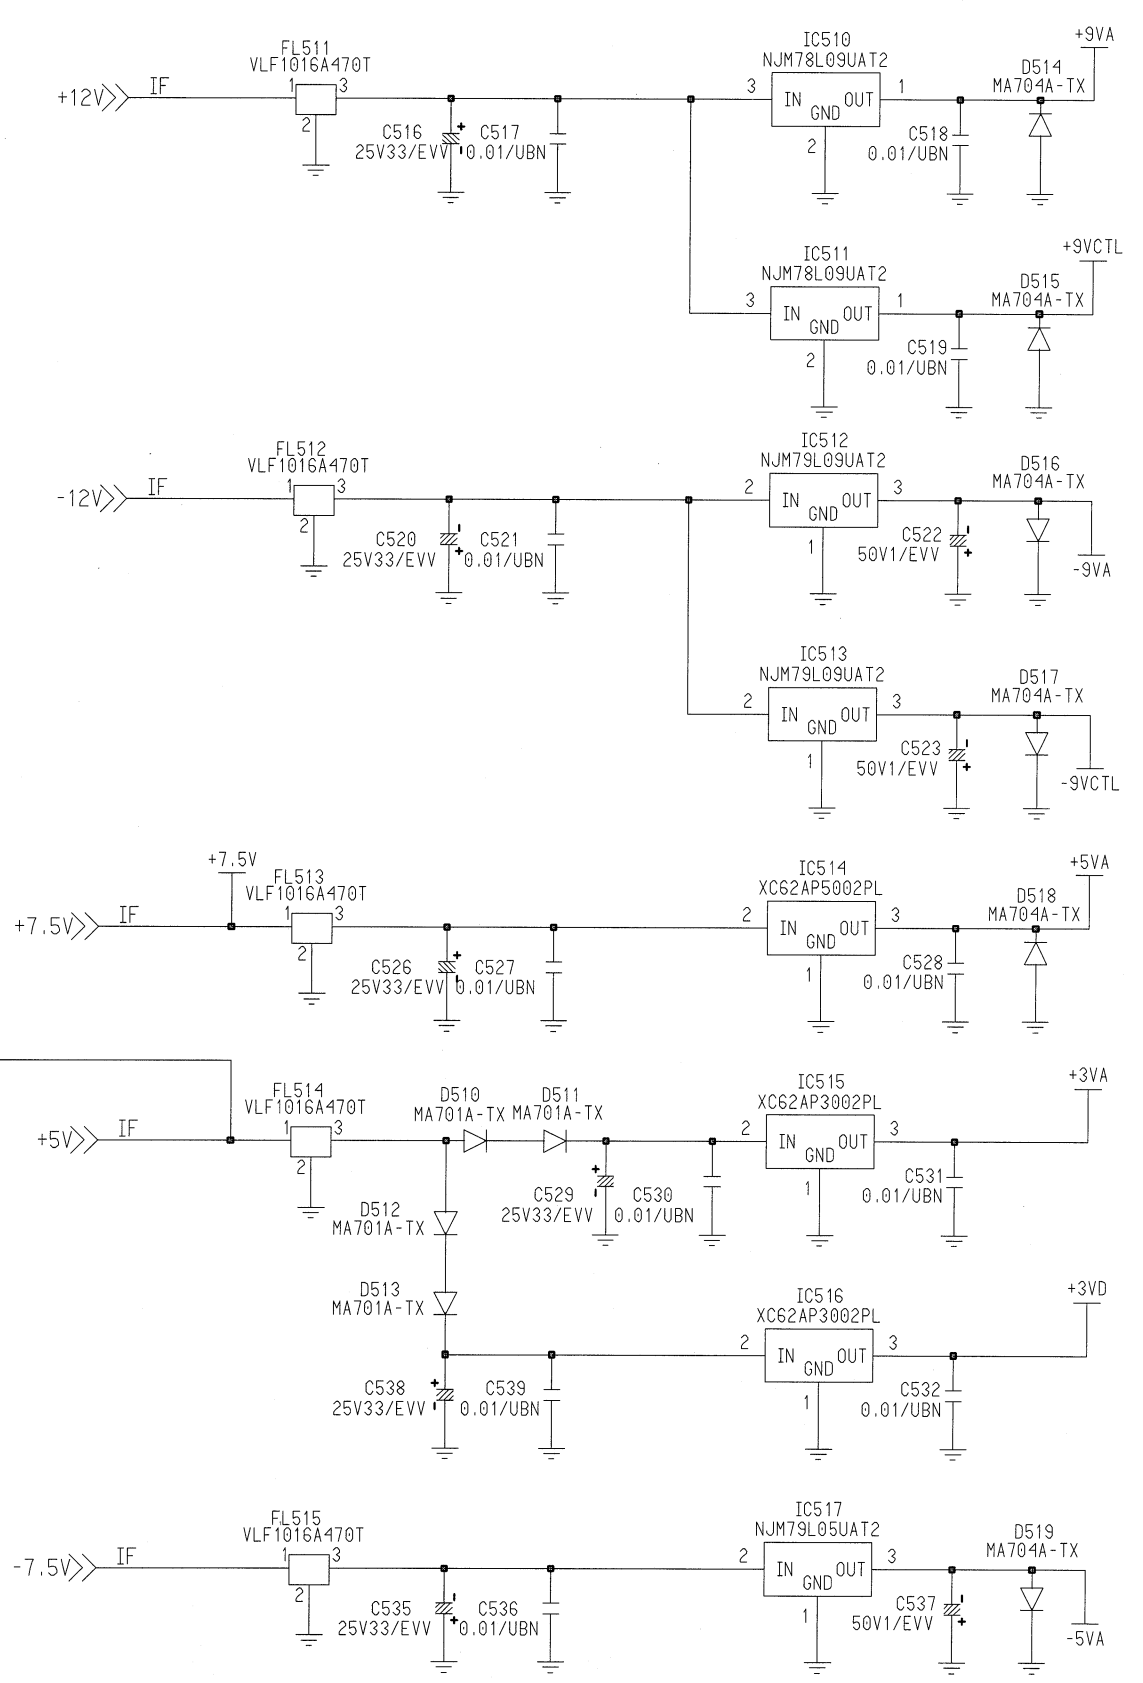 FL511
VLF1016A470T
+12V
IF
1
3
2
C516
25V33/EVV
+
-
C517
0.01/UBN
IC510
NJM78L09UAT2
3
IN
OUT
GND
1
2
C518
0.01/UBN
D514
MA704A-TX
+9VA
IC511
NJM78L09UAT2
3
IN
OUT
GND
1
2
C519
0.01/UBN
D515
MA704A-TX
+9VCTL
FL512
VLF1016A470T
-12V
IF
1
3
2
C520
25V33/EVV
-
+
C521
0.01/UBN
IC512
NJM79L09UAT2
2
IN
OUT
GND
3
1
C522
50V1/EVV
-
+
D516
MA704A-TX
-9VA
IC513
NJM79L09UAT2
2
IN
OUT
GND
3
1
C523
50V1/EVV
-
+
D517
MA704A-TX
-9VCTL
+7.5V
FL513
VLF1016A470T
+7.5V
IF
1
3
2
C526
25V33/EVV
+
-
C527
0.01/UBN
IC514
XC62AP5002PL
2
IN
OUT
GND
3
1
C528
0.01/UBN
D518
MA704A-TX
+5VA
FL514
VLF1016A470T
+5V
IF
1
3
2
D510
MA701A-TX
D511
MA701A-TX
D512
MA701A-TX
D513
MA701A-TX
C529
25V33/EVV
+
-
C530
0.01/UBN
IC515
XC62AP3002PL
2
IN
OUT
GND
3
1
C531
0.01/UBN
+3VA
C538
25V33/EVV
+
-
C539
0.01/UBN
IC516
XC62AP3002PL
2
IN
OUT
GND
3
1
C532
0.01/UBN
+3VD
FL515
VLF1016A470T
-7.5V
IF
1
3
2
C535
25V33/EVV
-
+
C536
0.01/UBN
IC517
NJM79L05UAT2
2
IN
OUT
GND
3
1
C537
50V1/EVV
-
+
D519
MA704A-TX
-5VA